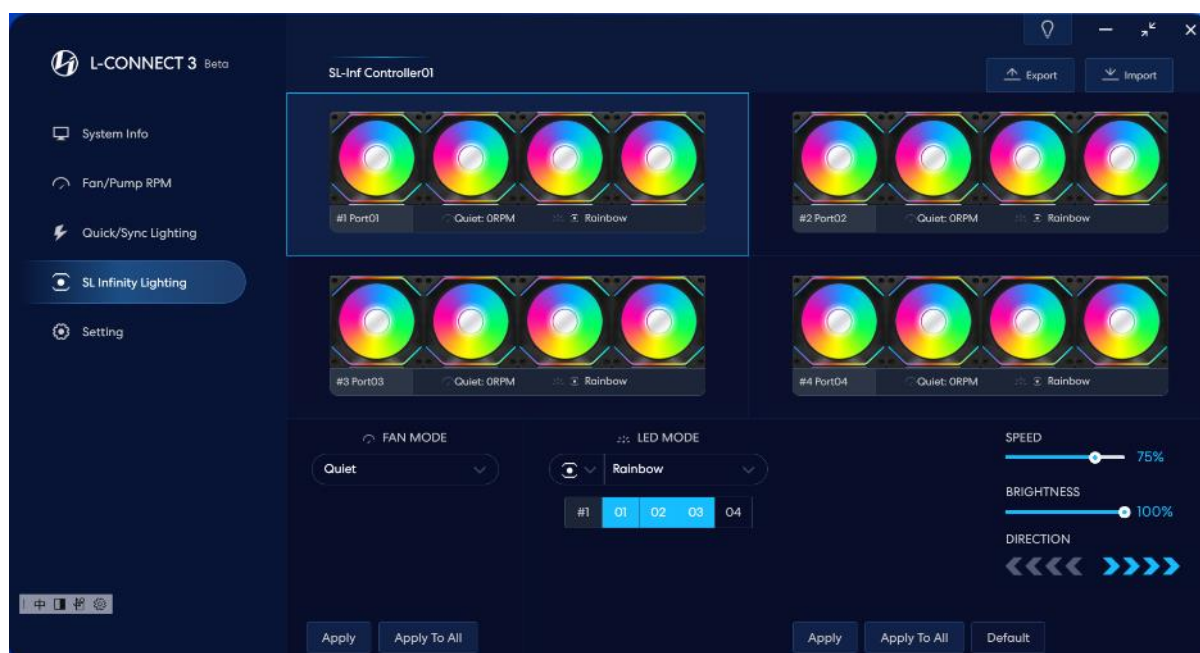 L-CONNECT 3 Beta
SL-Inf Controller01
Export
Import
System Info
Fan/Pump RPM
Quick/Sync Lighting
SL Infinity Lighting
Setting
#1 Port01 Quiet: 0RPM Rainbow
#2 Port02 Quiet: 0RPM Rainbow
#3 Port03 Quiet: 0RPM Rainbow
#4 Port04 Quiet: 0RPM Rainbow
FAN MODE
Quiet
LED MODE
Rainbow
#1 01 02 03 04
SPEED
75%
BRIGHTNESS
100%
DIRECTION
中
Apply
Apply To All
Apply
Apply To All
Default